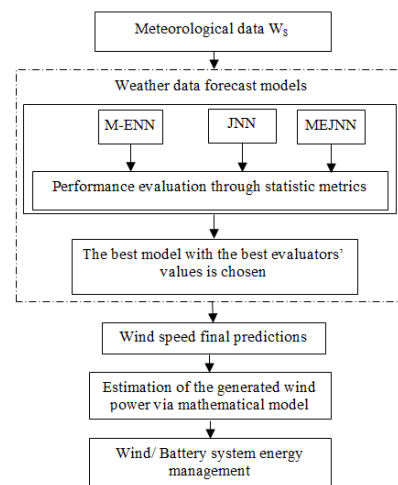 Meteorological data W_S
Weather data forecast models
M-ENN JNN MEJNN
Performance evaluation through statistic metrics
The best model with the best evaluators'
values is chosen
Wind speed final predictions
Estimation of the generated wind
power via mathematical model
Wind/ Battery system energy
management